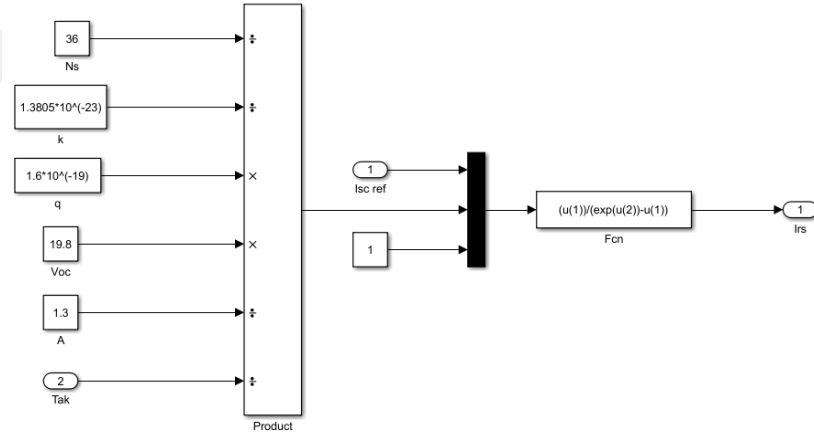 36
Ns
÷
1.3805*10^(-23)
k
÷
1.6*10^(-19)
q
×
19.8
Voc
×
1.3
A
÷
2
Tak
÷
Product
1
Isc ref
1
(u(1))/(exp(u(2))-u(1))
Fcn
1
Irs